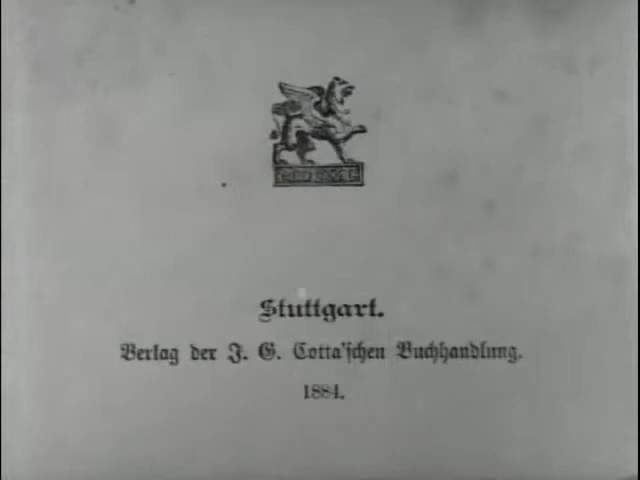 Stuttgart.
Verlag der J. G. Cotta'schen Buchhandlung.
1884.